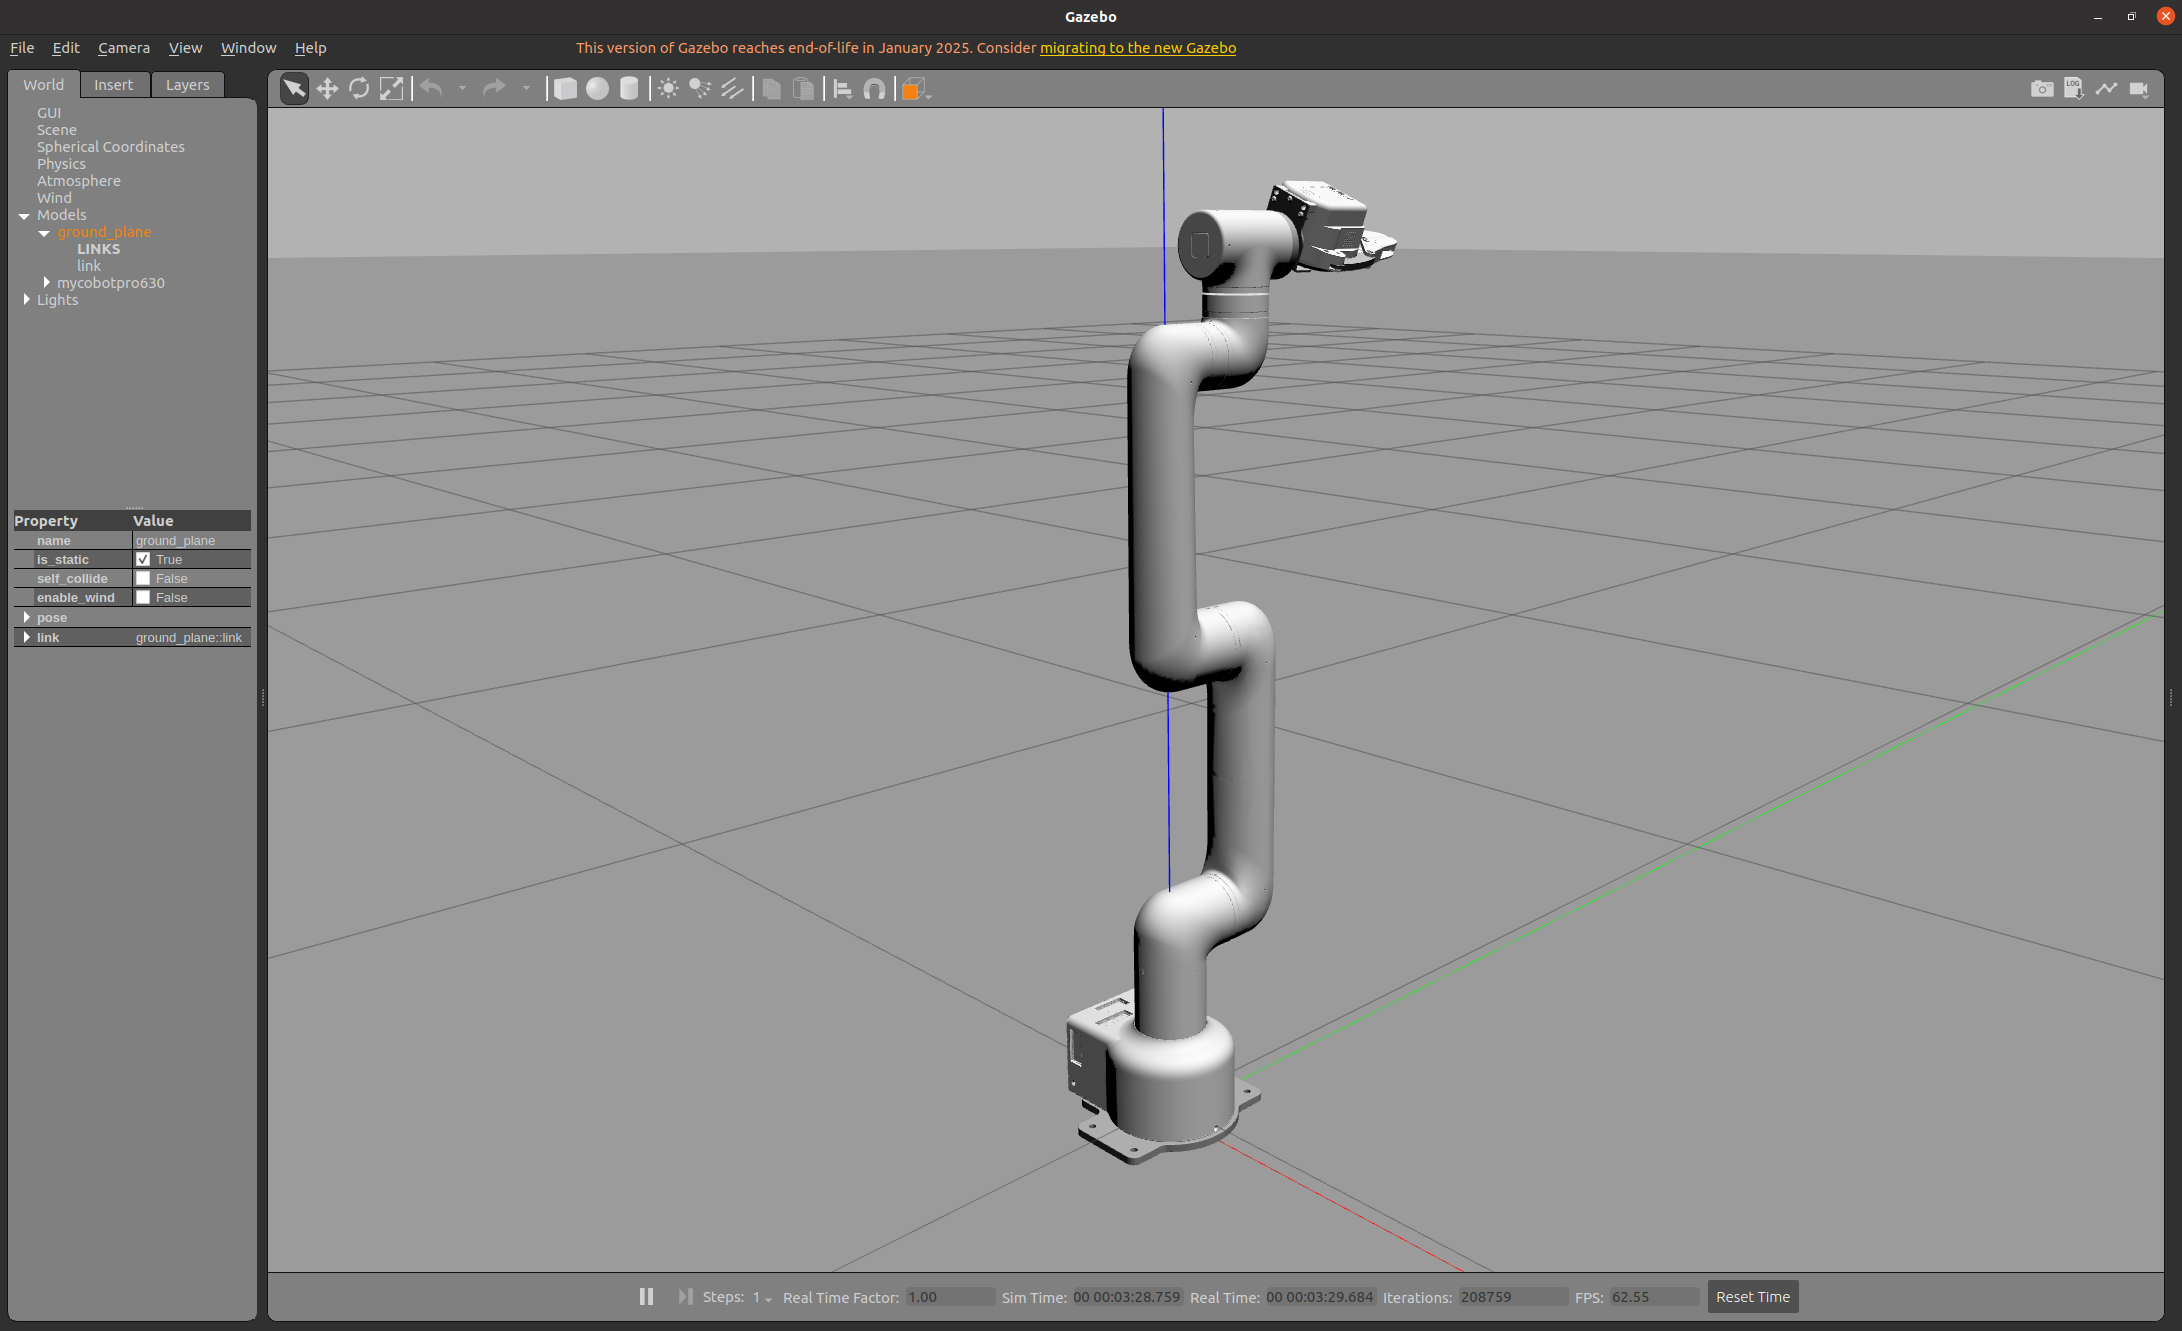 Gazebo
File Edit Camera View Window Help
This version of Gazebo reaches end-of-life in January 2025. Consider migrating to the new Gazebo
World Insert Layers
LOG
GUI
Scene
Spherical Coordinates
Physics
Atmosphere
Wind
Models
ground_plane
LINKS
link
mycobotpro630
Lights
Property Value
name ground_plane
is_static True
self_collide False
enable_wind False
pose
link ground_plane::link
Steps: 1 Real Time Factor: 1.00 Sim Time: 00 00:03:28.759 Real Time: 00 00:03:29.684 Iterations: 208759 FPS: 62.55 Reset Time